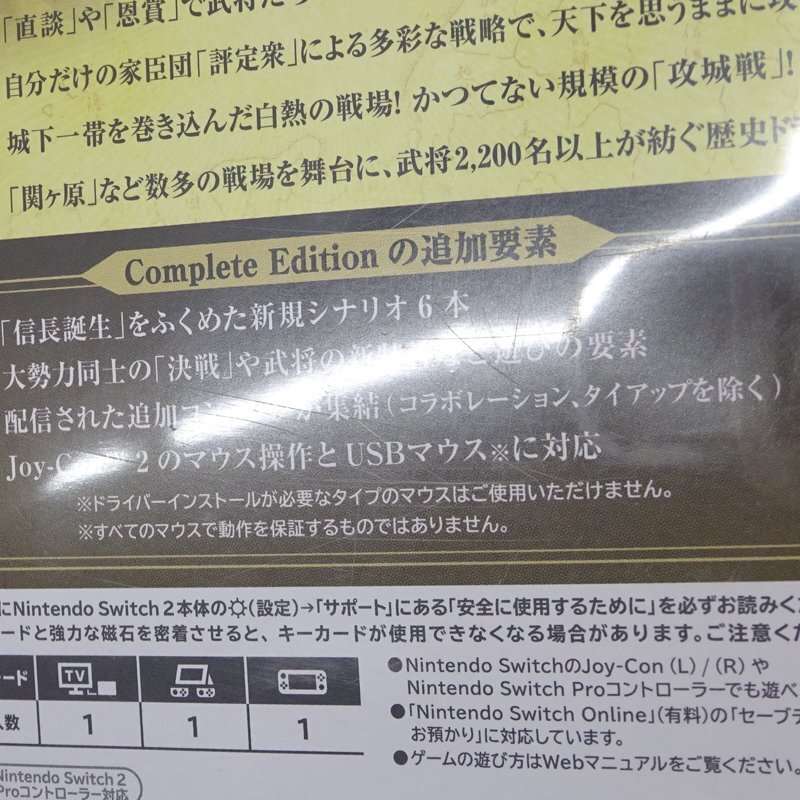 「直談」や「恩賞」で武将たち
自分だけの家臣団「評定衆」による多彩な戦略で、天下を思うままに攻
城下一帯を巻き込んだ白熱の戦場! かつてない規模の「攻城戦」!
「関ヶ原」など数多の戦場を舞台に、武将2,200名以上が紡ぐ歴史ド
Complete Edition の追加要素
「信長誕生」をふくめた新規シナリオ 6 本
大勢力同士の「決戦」や武将の新 遊びの要素
配信された追加コ が集結(コラボレーション、タイアップを除く)
Joy-Con 2 のマウス操作と USBマウス※に対応
※ドライバーインストールが必要なタイプのマウスはご使用いただけません。
※すべてのマウスで動作を保証するものではありません。
にNintendo Switch 2本体の(設定)→「サポート」にある「安全に使用するために」を必ずお読みく
ードと強力な磁石を密着させると、キーカードが使用できなくなる場合があります。ご注意くだ
ード TV
人数 1 1 1
●Nintendo SwitchのJoy-Con (L) / (R) や
Nintendo Switch Proコントローラーでも遊べ
●「Nintendo Switch Online」(有料)の「セーブデ
お預かり」に対応しています。
●ゲームの遊び方はWebマニュアルをご覧ください。
Nintendo Switch 2
Proコントローラー対応